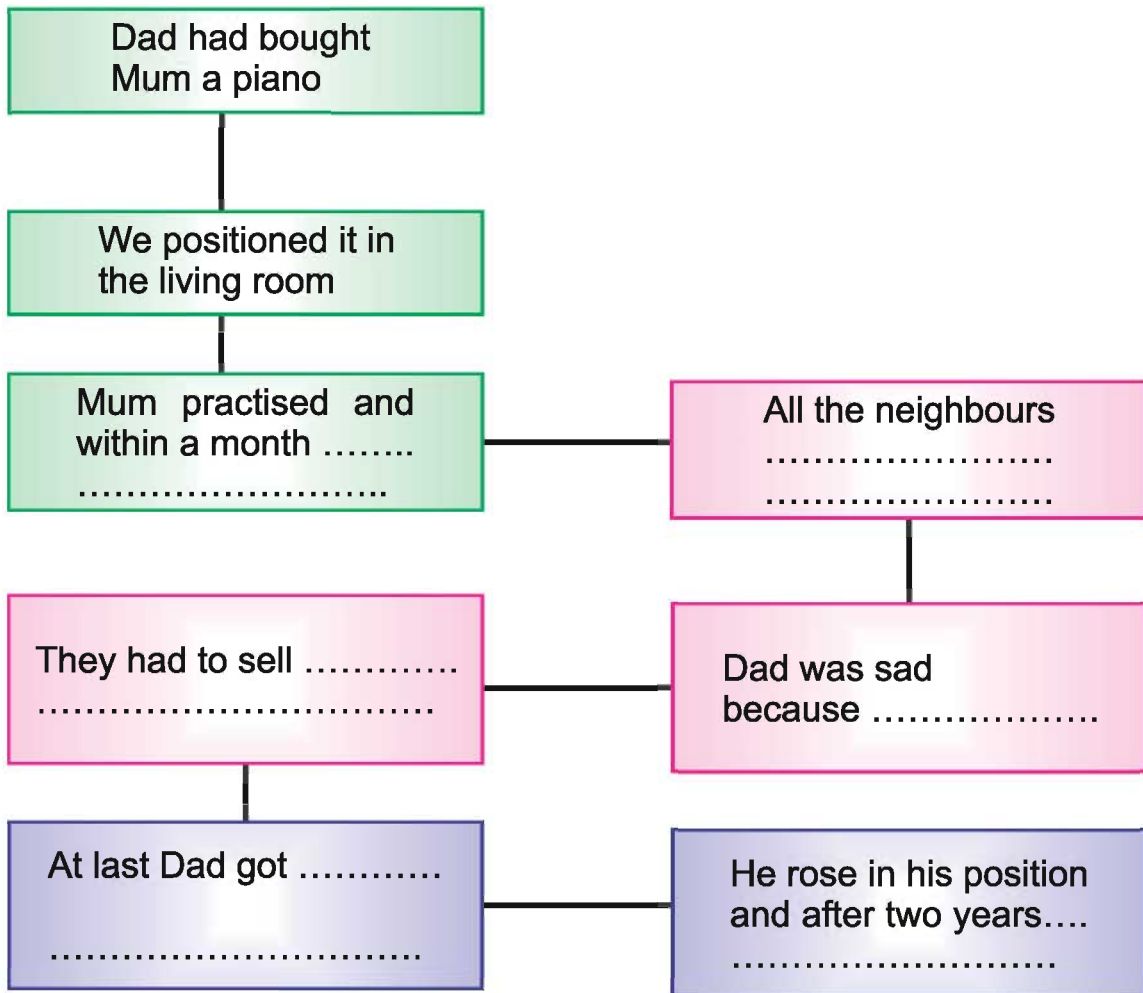 Dad had bought
Mum a piano
We positioned it in
the living room
Mum practised and
within a month ........
..............................
All the neighbours
............................
............................
Dad was sad
because ......................
They had to sell .............
......................................
At last Dad got ............
....................................
He rose in his position
and after two years....
...............................